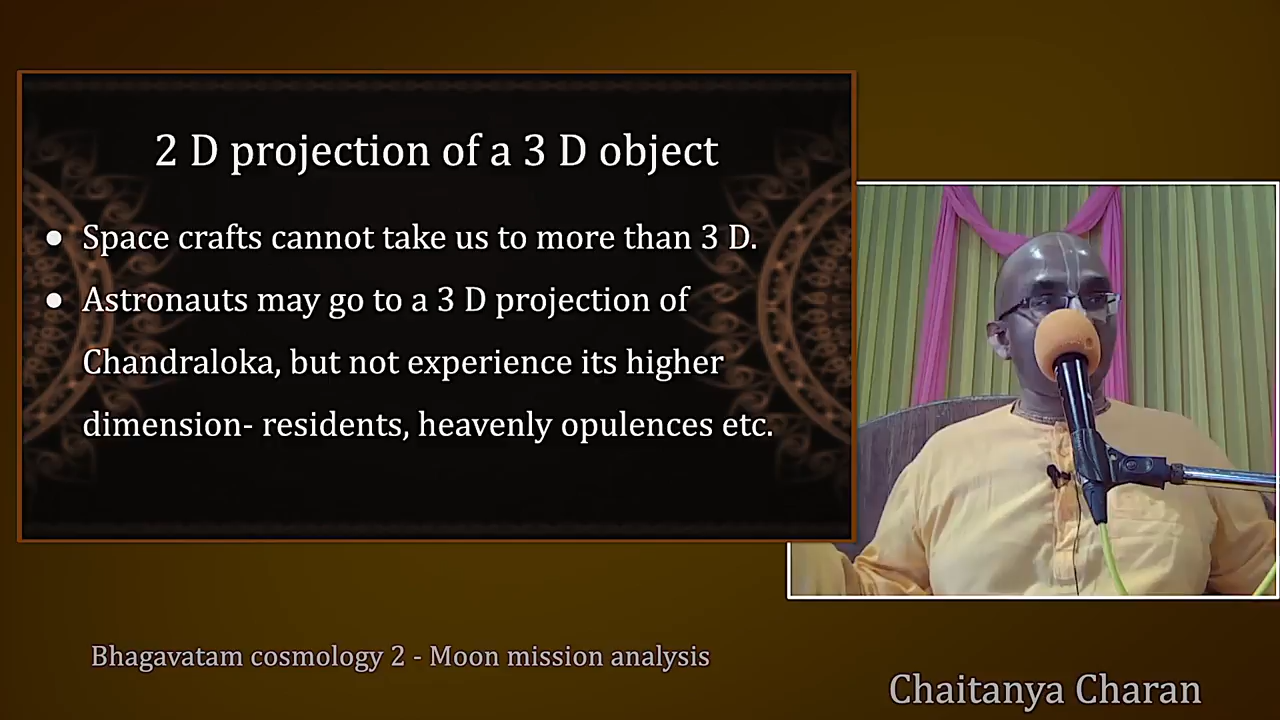 2 D projection of a 3 D object
● Space crafts cannot take us to more than 3 D.
● Astronauts may go to a 3 D projection of
Chandraloka, but not experience its higher
dimension- residents, heavenly opulences etc.
Bhagavatam cosmology 2 - Moon mission analysis
Chaitanya Charan